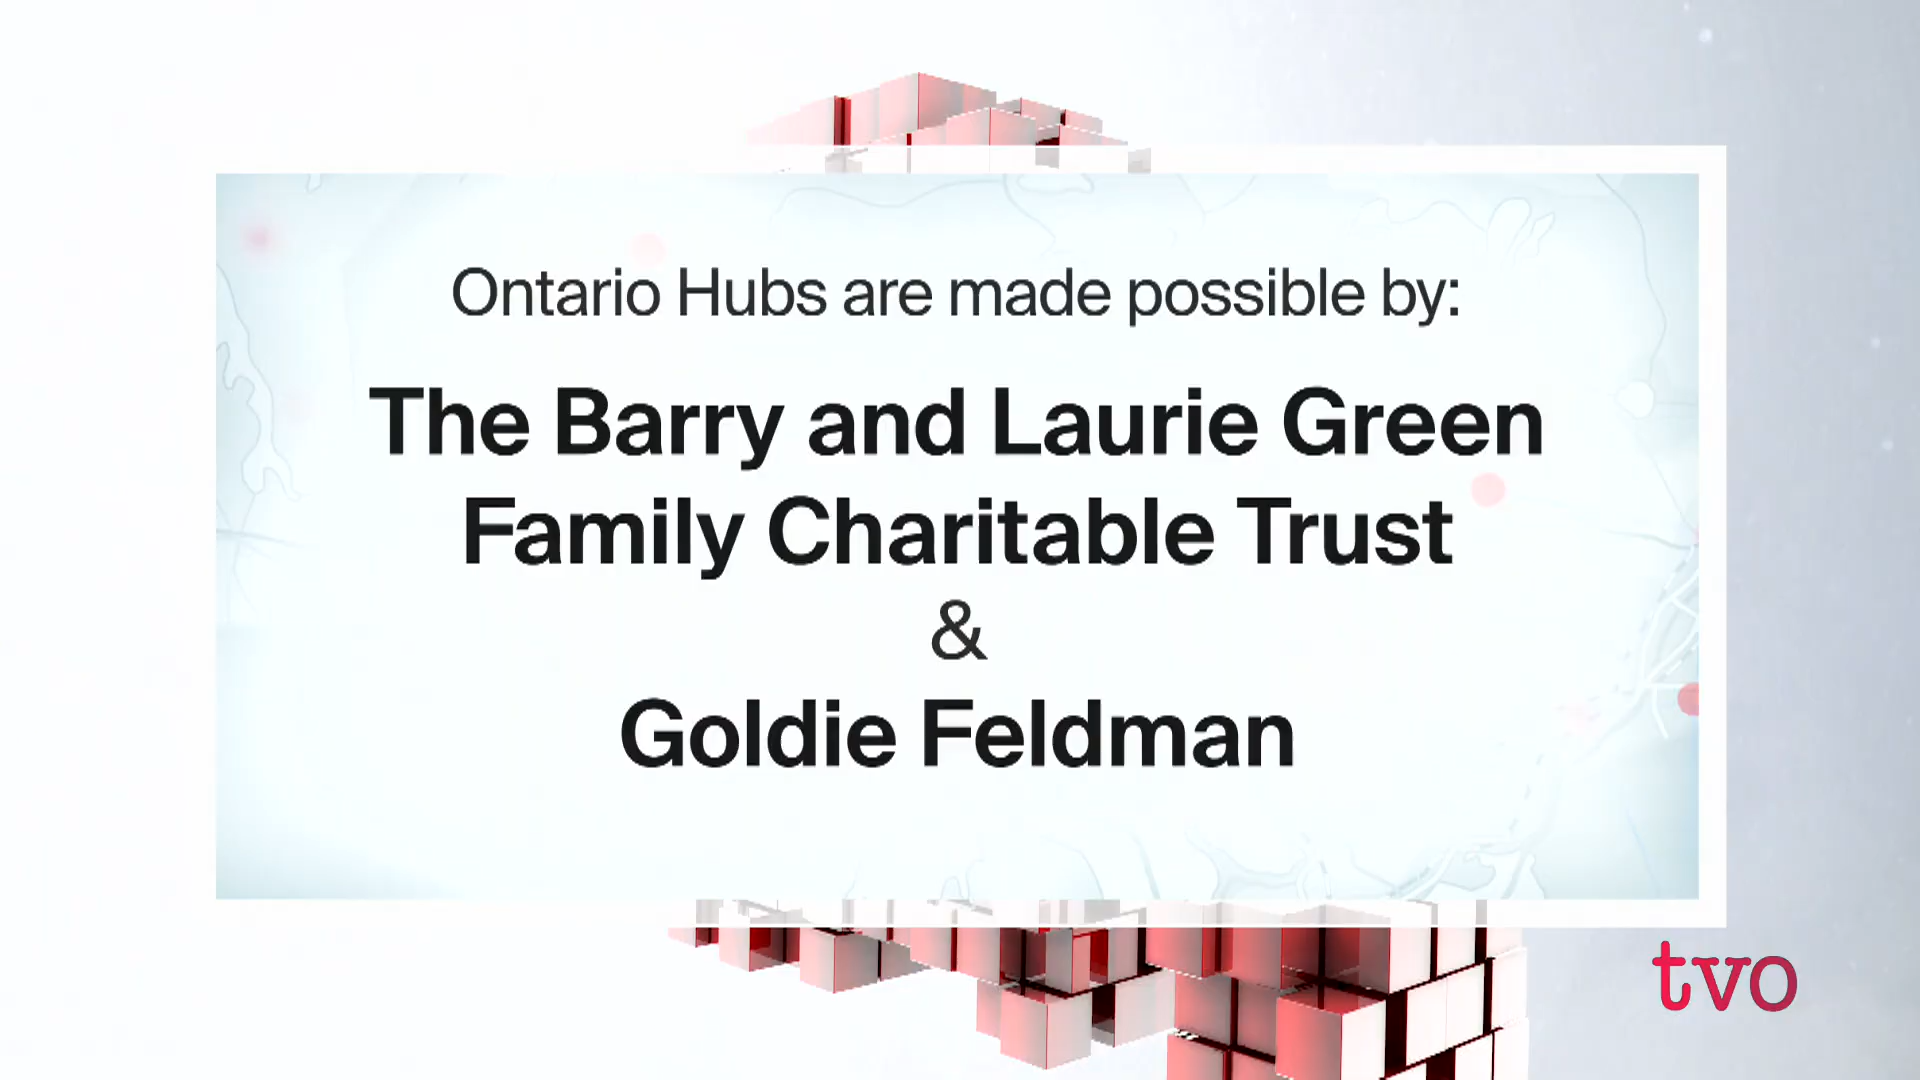 Ontario Hubs are made possible by:
The Barry and Laurie Green
Family Charitable Trust
&
Goldie Feldman
tvo